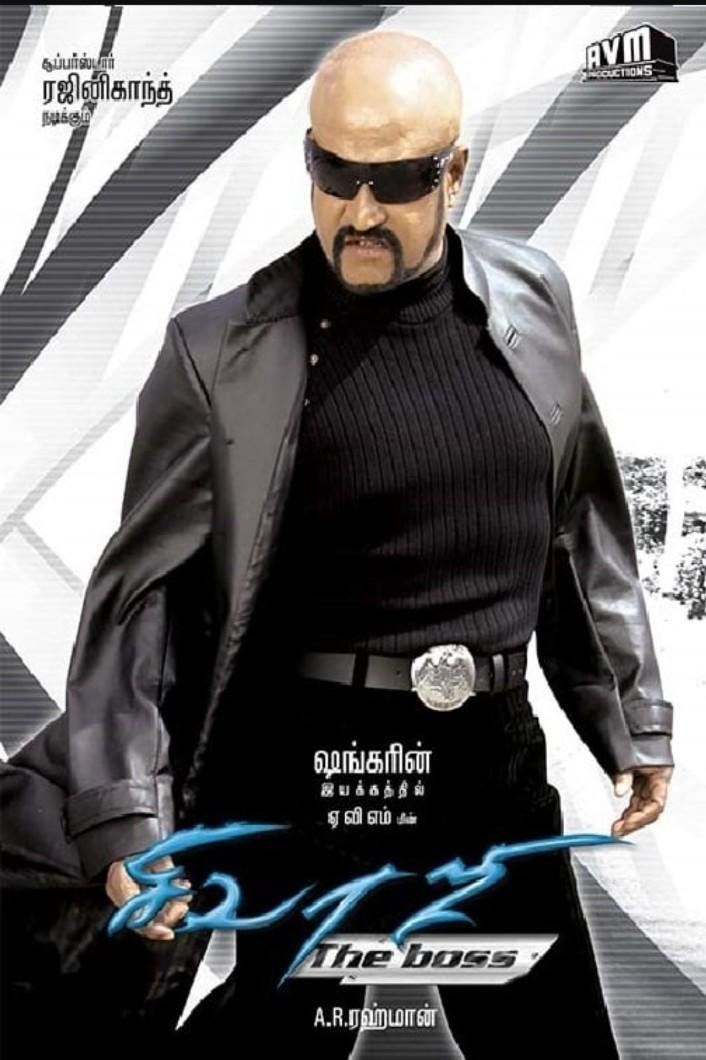 சூப்பர்ஸ்டார்
ரஜினிகாந்த்
நடிக்கும்
AVM
PRODUCTIONS
ஷங்கரின்
இயக்கத்தில்
ஏ வி எம் மின்
சிவாஜி
The boss
A.R.ரஹ்மான்